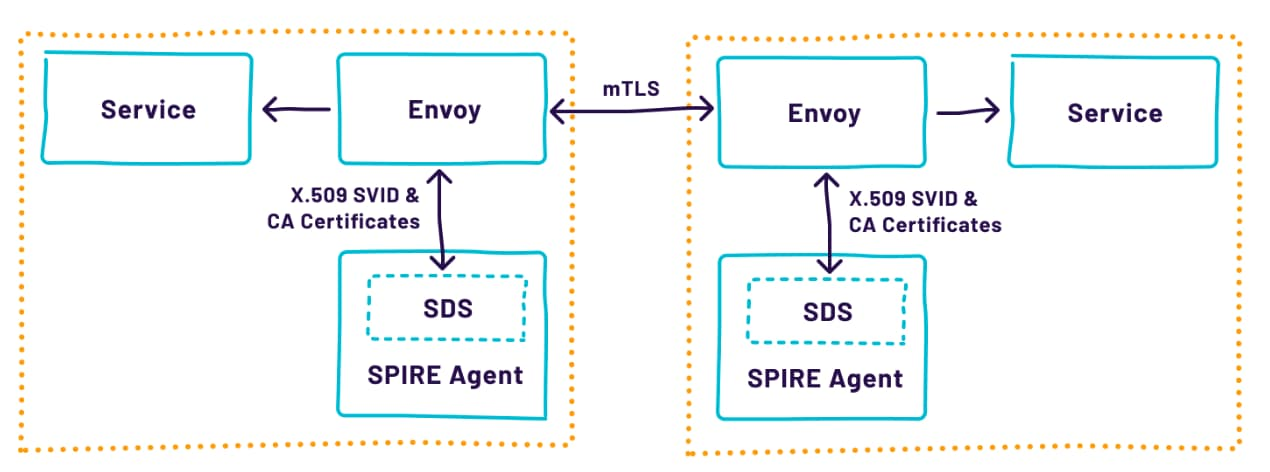 Service
Envoy
mTLS
Envoy
Service
X.509 SVID &
CA Certificates
X.509 SVID &
CA Certificates
SDS
SPIRE Agent
SDS
SPIRE Agent